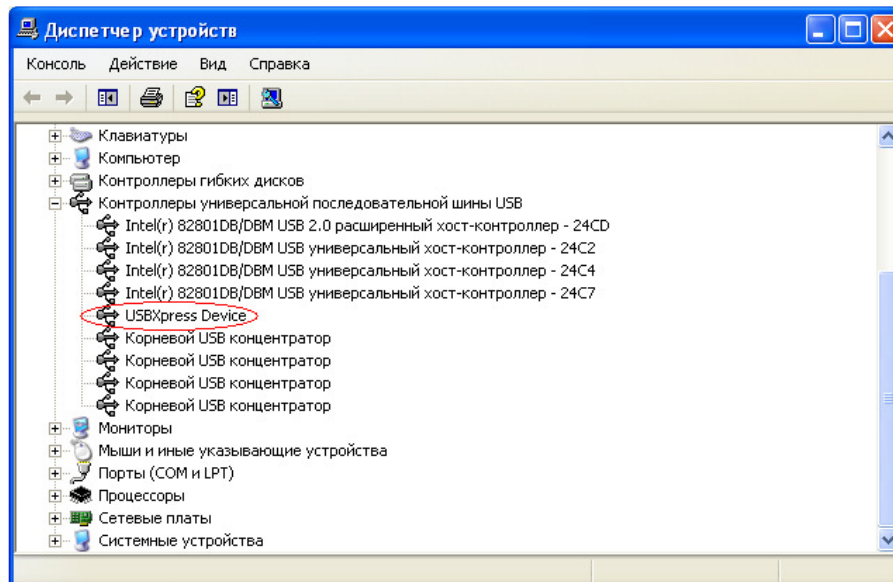 Диспетчер устройств
Консоль Действие Вид Справка
Клавиатуры
Компьютер
Контроллеры гибких дисков
Контроллеры универсальной последовательной шины USB
Intel(r) 82801DB/DBM USB 2.0 расширенный хост-контроллер - 24CD
Intel(r) 82801DB/DBM USB универсальный хост-контроллер - 24C2
Intel(r) 82801DB/DBM USB универсальный хост-контроллер - 24C4
Intel(r) 82801DB/DBM USB универсальный хост-контроллер - 24C7
USBXpress Device
Корневой USB концентратор
Корневой USB концентратор
Корневой USB концентратор
Корневой USB концентратор
Мониторы
Мыши и иные указывающие устройства
Порты (COM и LPT)
Процессоры
Сетевые платы
Системные устройства